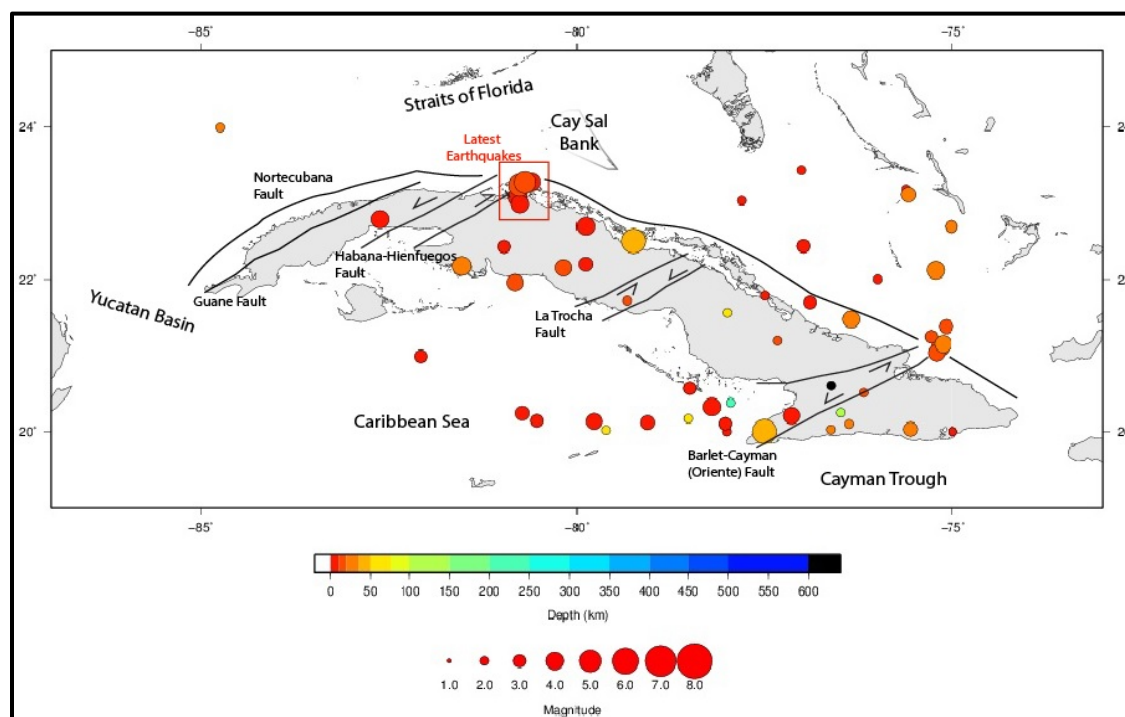 -85° -80° -75°
Straits of Florida
Cay Sal
Bank
Latest
Earthquakes
24°
Nortecubana
Fault
22°
Habana-Hienfuegos
Fault
Guane Fault
Yucatan Basin
La Trocha
Fault
20°
Caribbean Sea
Barlet-Cayman
(Oriente) Fault
Cayman Trough
-85° -80° -75°
0 50 100 150 200 250 300 350 400 450 500 550 600
Depth (km)
1.0 2.0 3.0 4.0 5.0 6.0 7.0 8.0
Magnitude